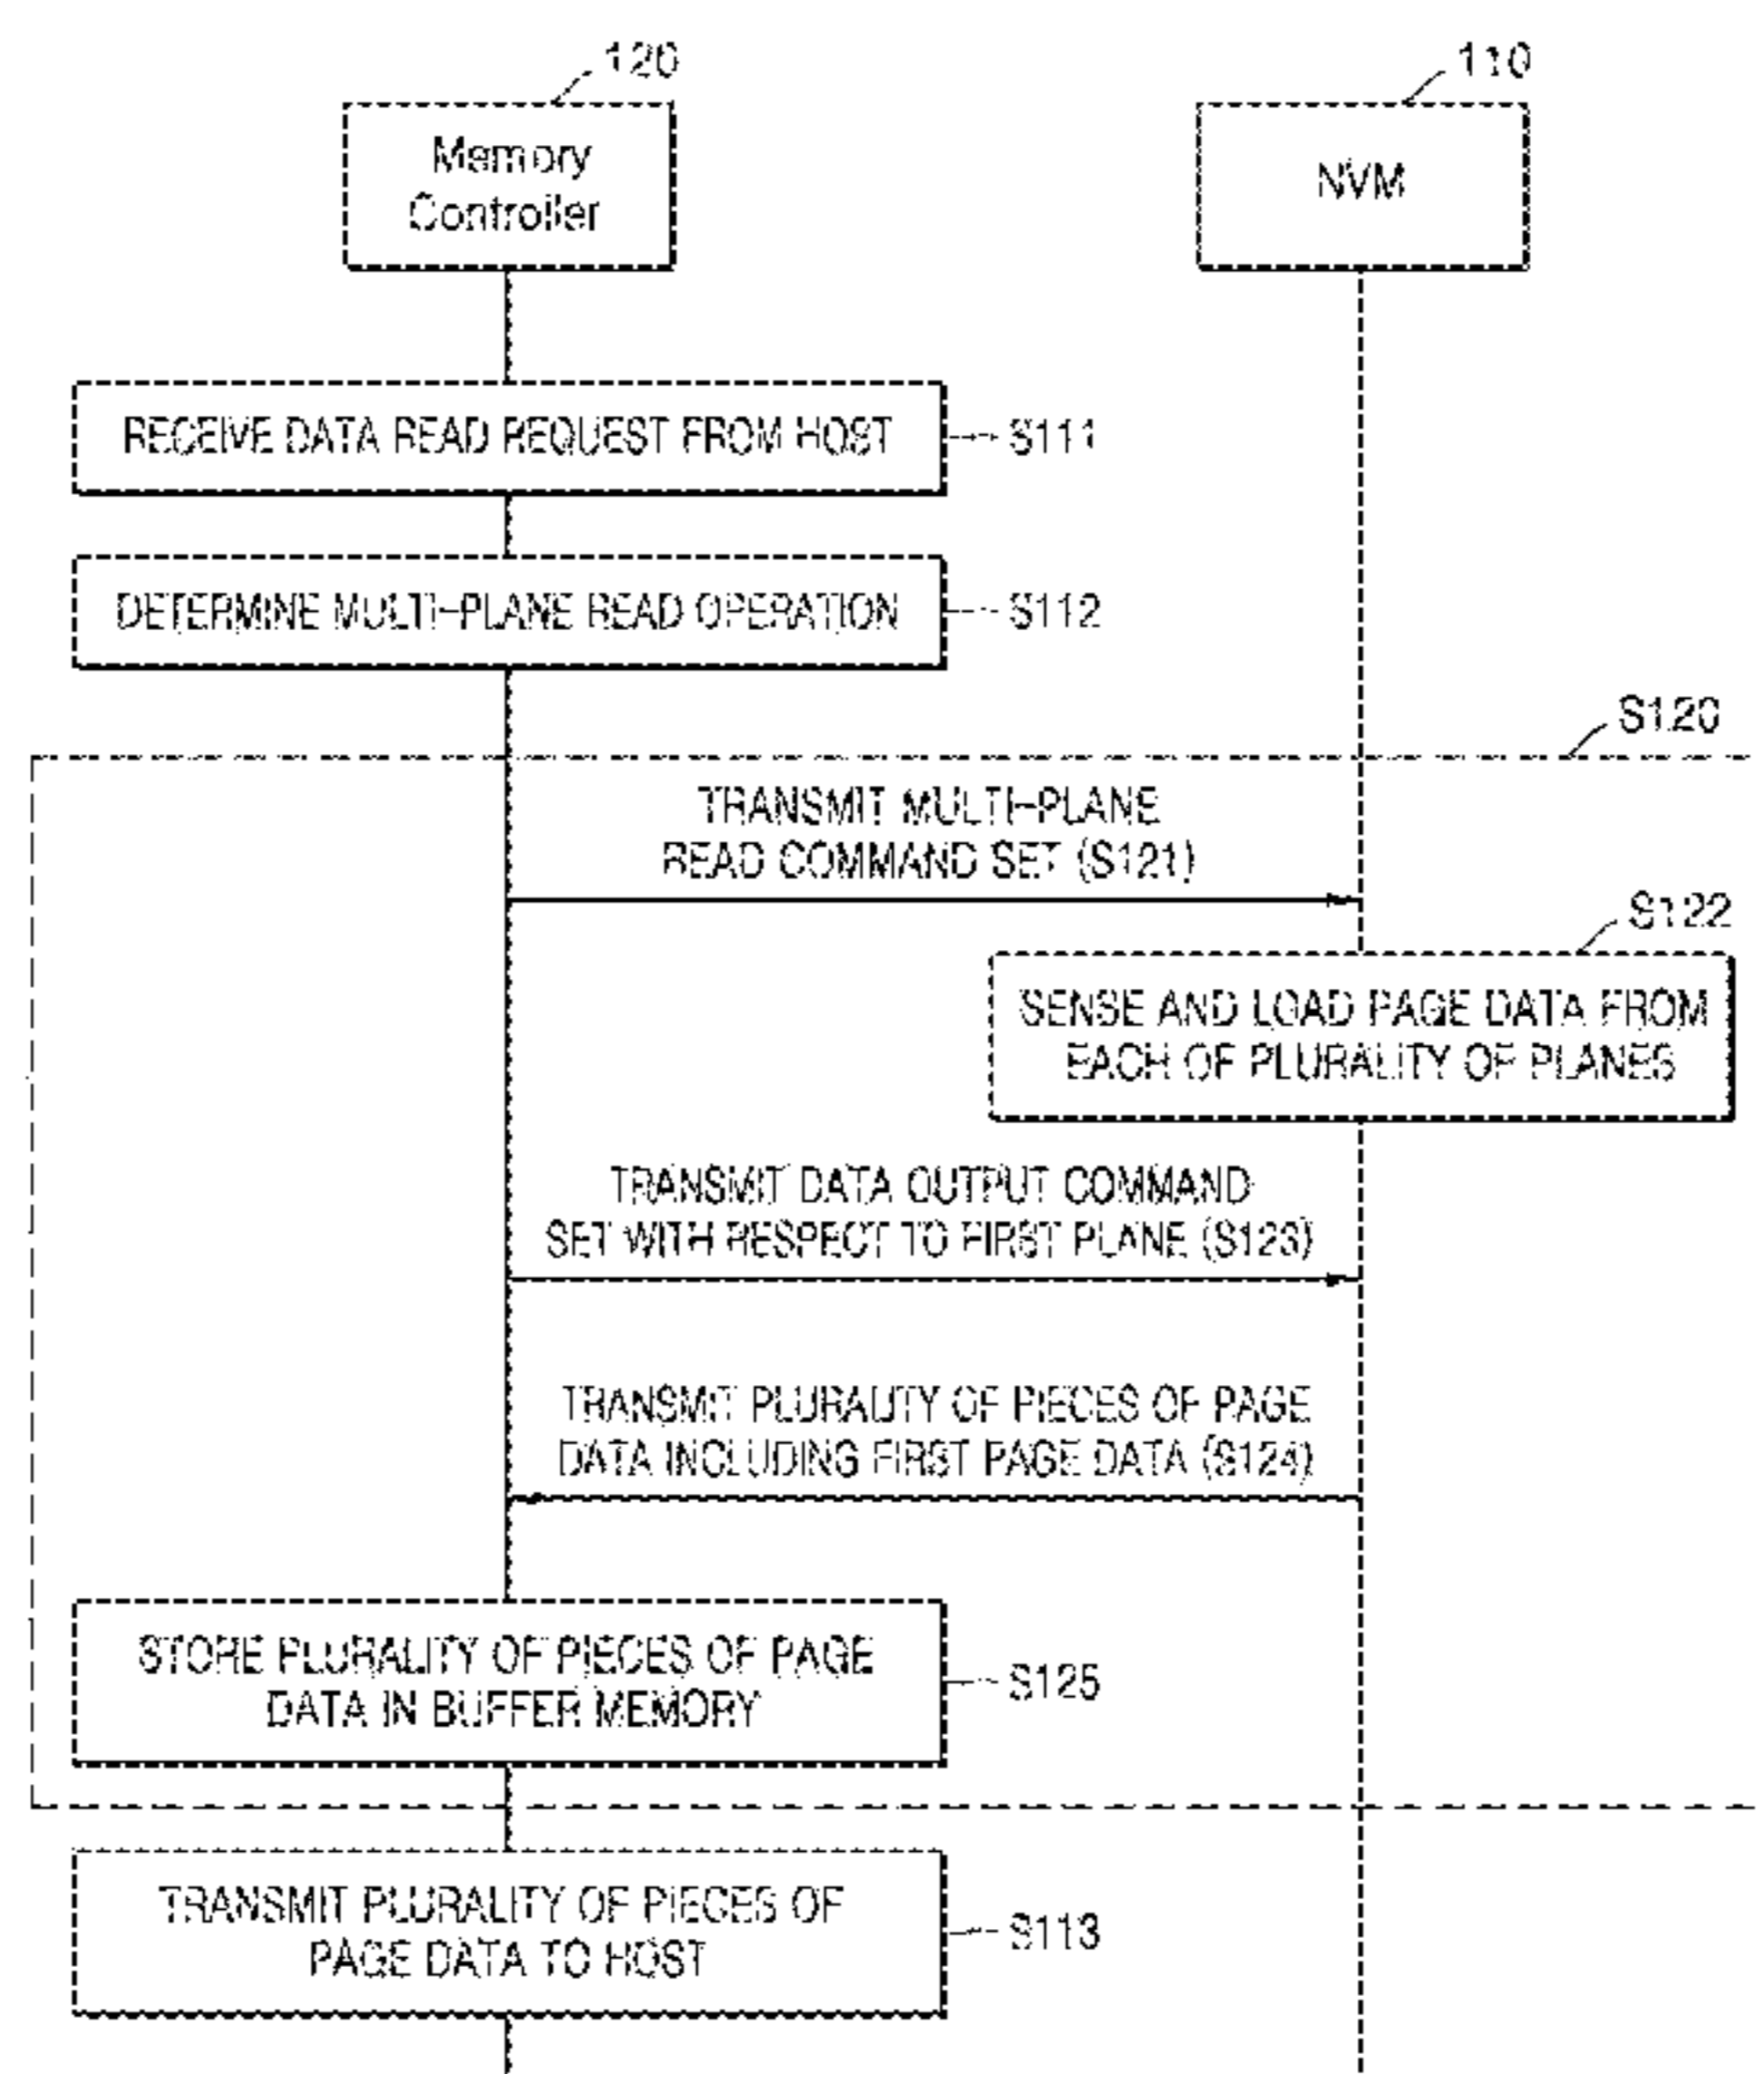 120
110
Memory
Controller
NVM
RECEIVE DATA READ REQUEST FROM HOST
S111
DETERMINE MULTI-PLANE READ OPERATION
S112
S120
TRANSMIT MULTI-PLANE
READ COMMAND SET (S121)
S122
SENSE AND LOAD PAGE DATA FROM
EACH OF PLURALITY OF PLANES
TRANSMIT DATA OUTPUT COMMAND
SET WITH RESPECT TO FIRST PLANE (S123)
TRANSMIT PLURALITY OF PIECES OF PAGE
DATA INCLUDING FIRST PAGE DATA (S124)
STORE PLURALITY OF PIECES OF PAGE
DATA IN BUFFER MEMORY
S125
TRANSMIT PLURALITY OF PIECES OF
PAGE DATA TO HOST
S113